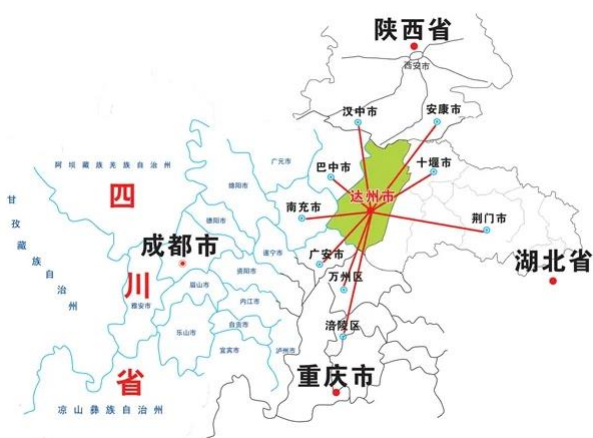 陕西省
西安市
汉中市
安康市
阿坝藏族羌族自治州
广元市
巴中市
十堰市
绵阳市
四
川
省
甘孜藏族自治州
达州市
南充市
德阳市
荆门市
成都市
遂宁市
广安市
湖北省
资阳市
万州区
眉山市
雅安市
内江市
自贡市
涪陵区
乐山市
宜宾市
泸州市
重庆市
凉山彝族自治州